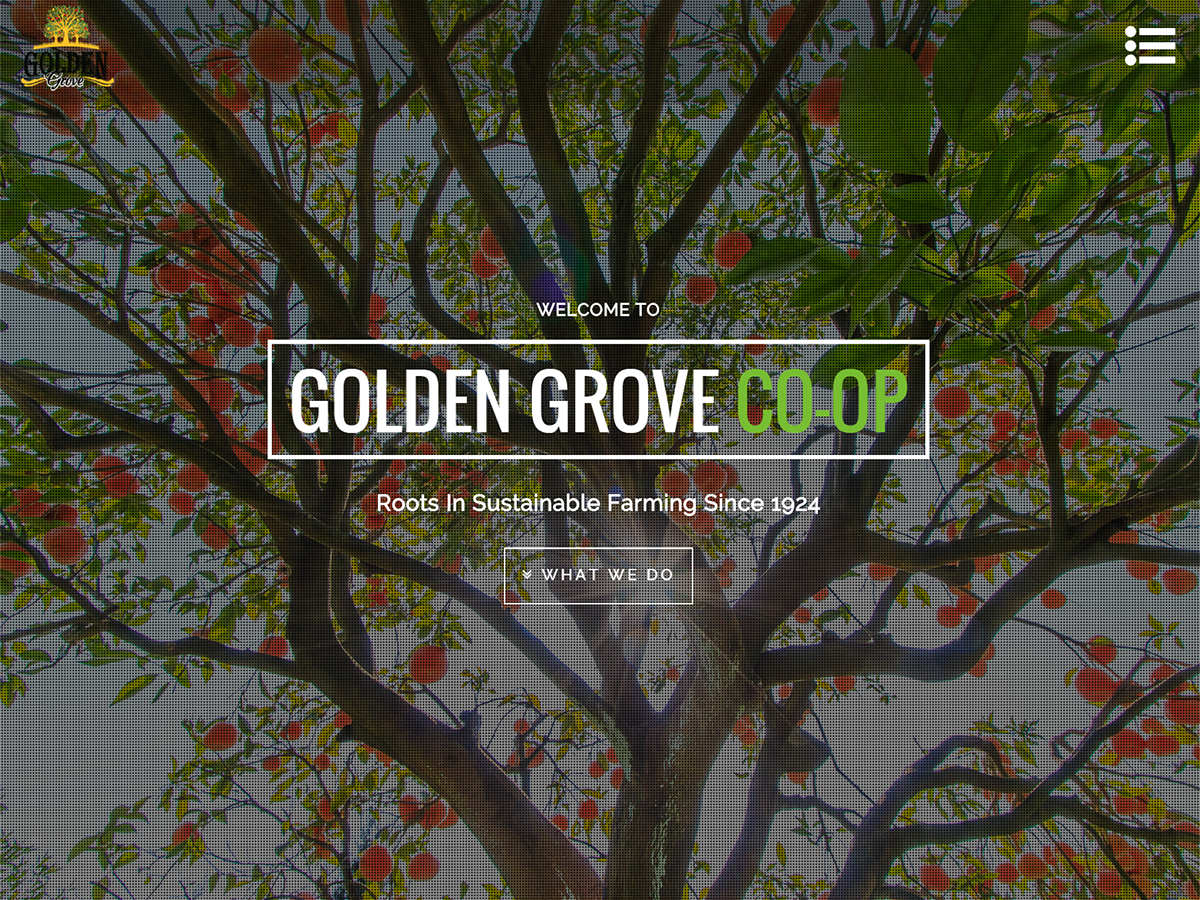 GOLDEN
Grove
WELCOME TO
GOLDEN GROVE CO-OP
Roots In Sustainable Farming Since 1924
WHAT WE DO